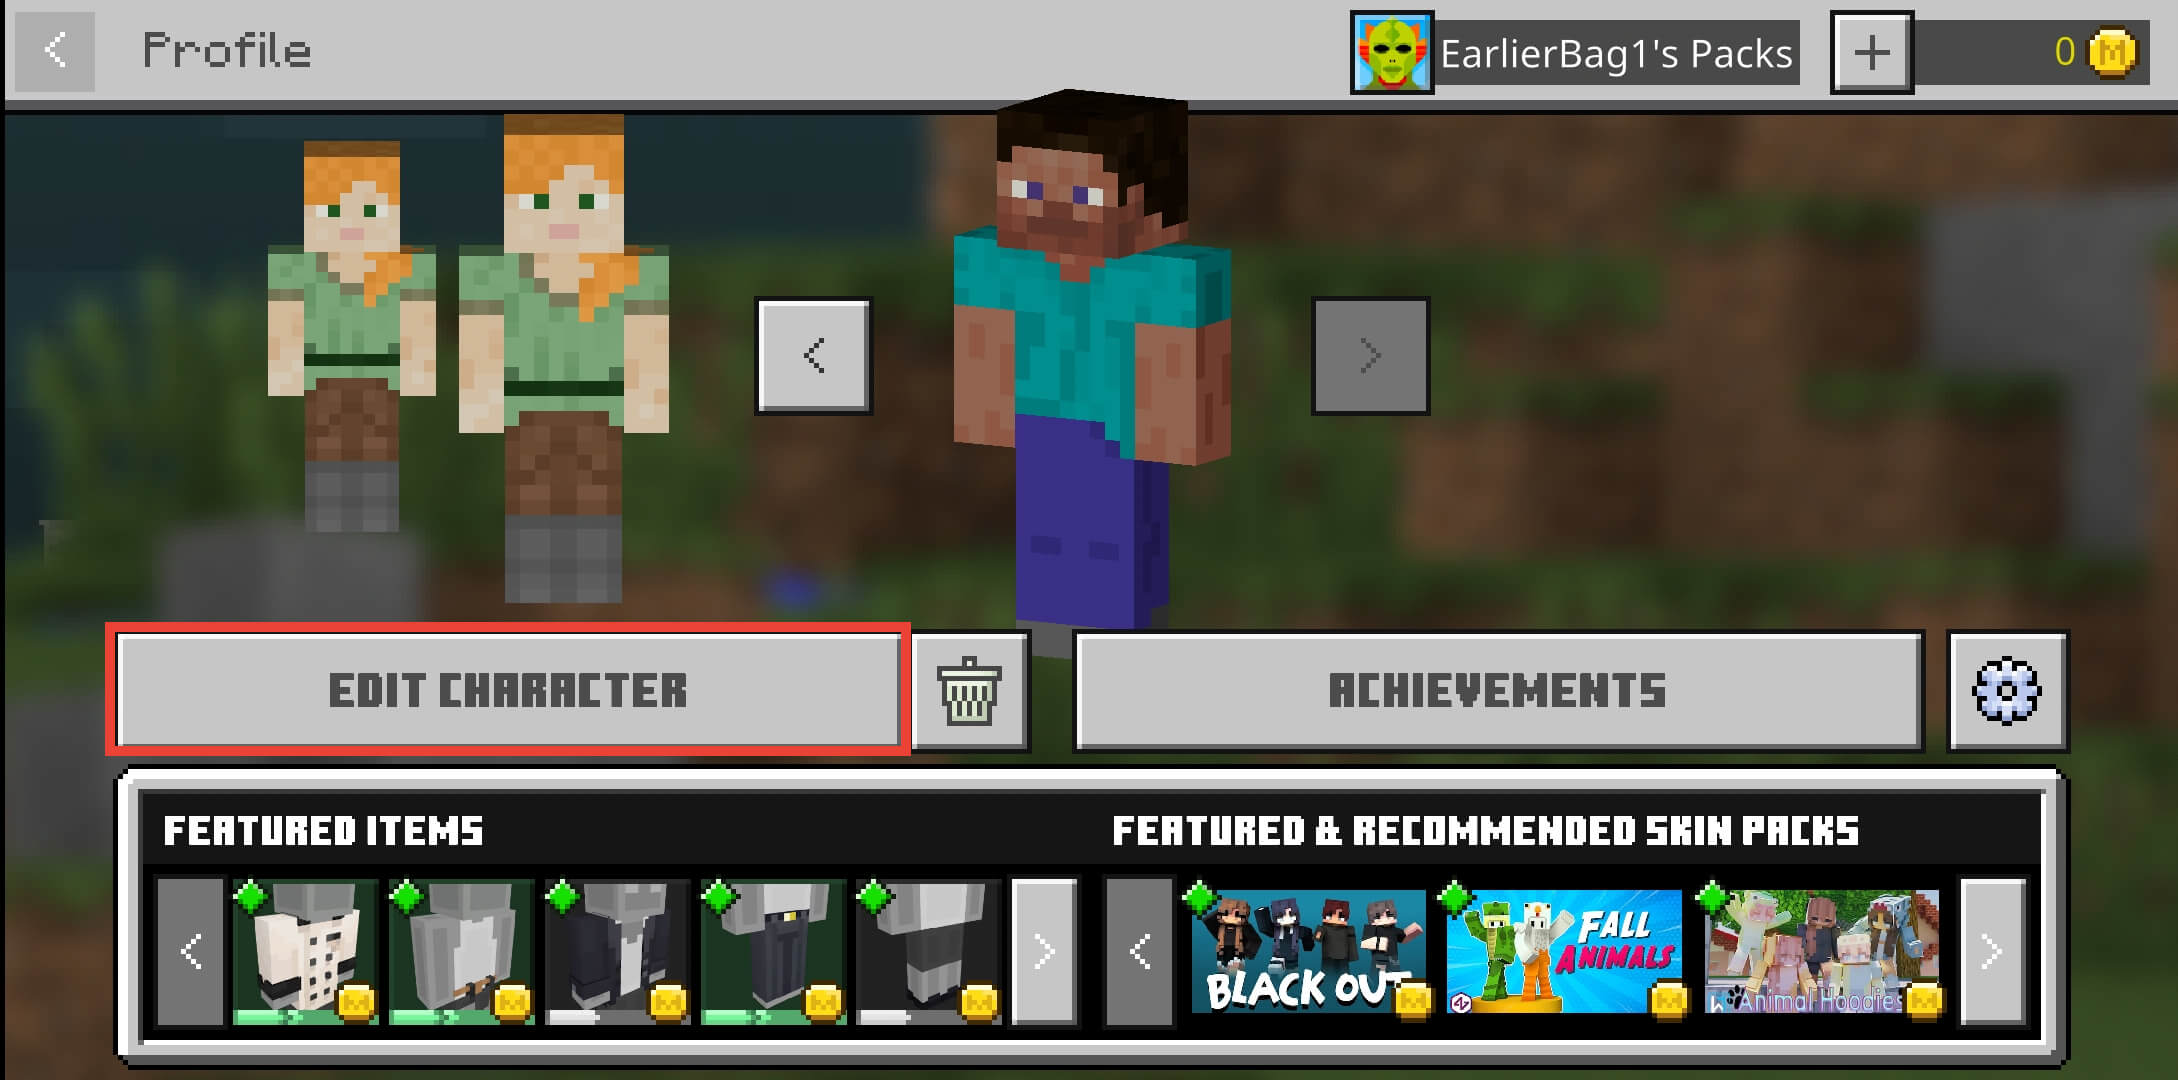 Profile
EarlierBag1's Packs
0
EDIT CHARACTER
ACHIEVEMENTS
FEATURED ITEMS
FEATURED & RECOMMENDED SKIN PACKS
BLACK OUT
FALL
ANIMALS
Animal Hoodies